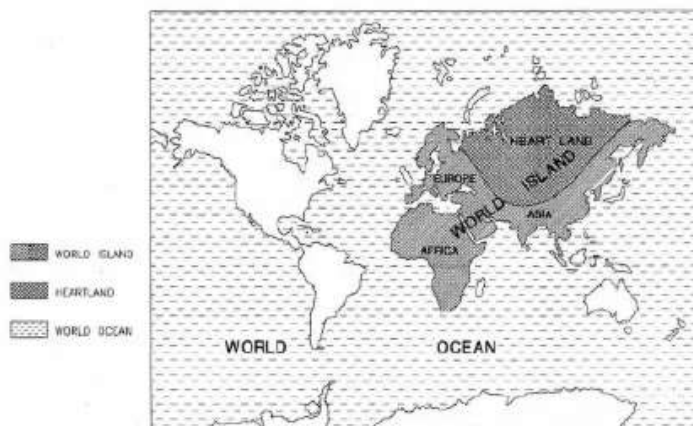 HEART LAND
EUROPE
WORLD ISLAND
ASIA
AFRICA
WORLD ISLAND
HEARTLAND
WORLD OCEAN
WORLD OCEAN